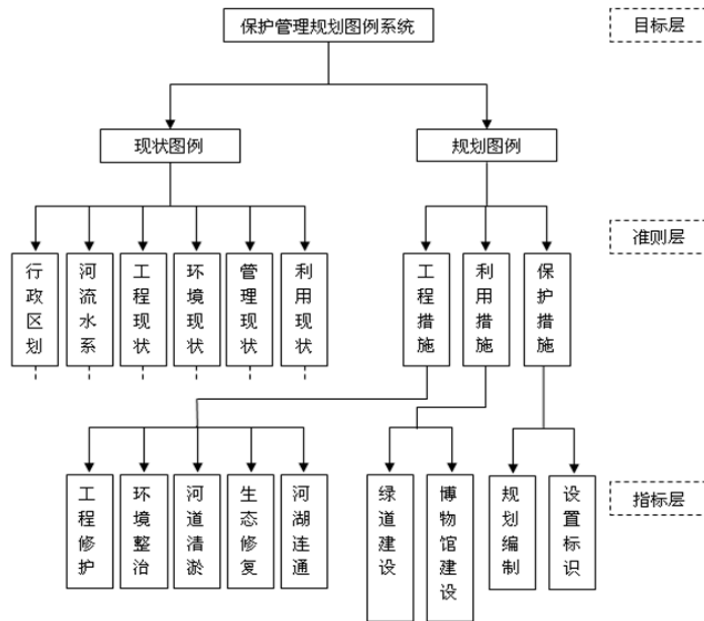 保护管理规划图例系统
目标层
现状图例
规划图例
准则层
行政区划
河流水系
工程现状
环境现状
管理现状
利用现状
工程措施
利用措施
保护措施
工程修护
环境整治
河道清淤
生态修复
河湖连通
绿道建设
博物馆建设
规划编制
设置标识
指标层